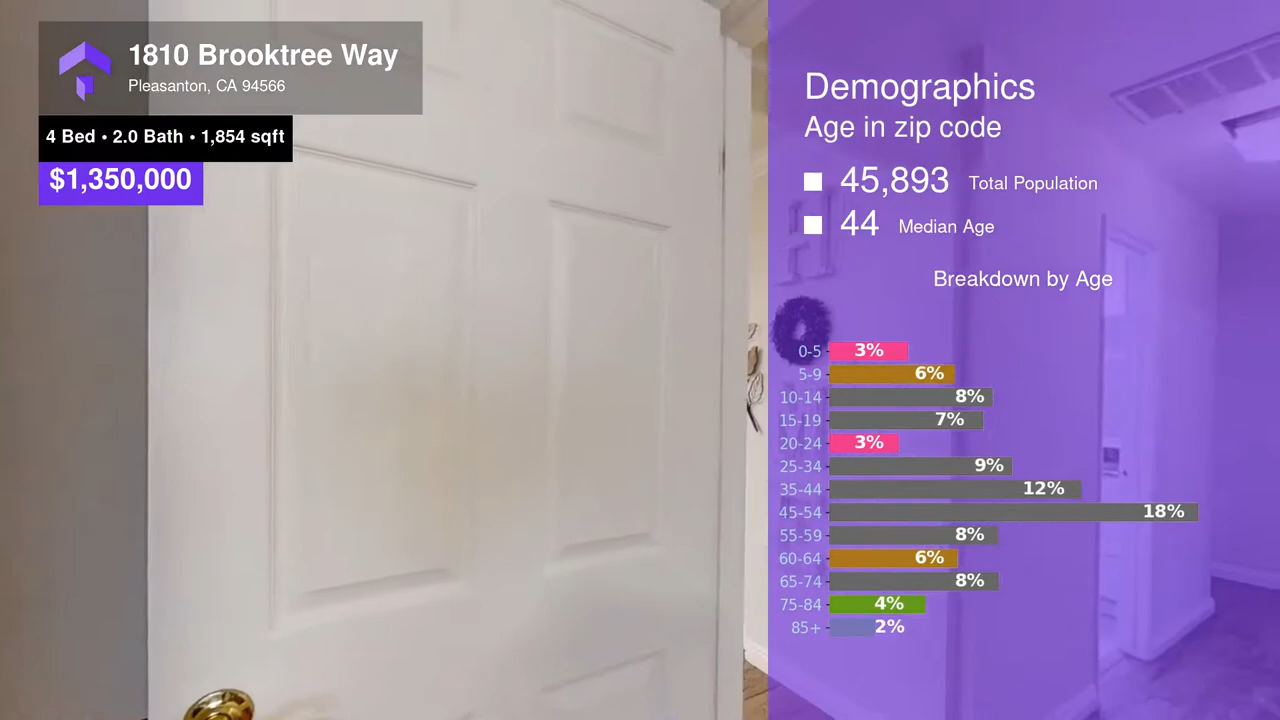 1810 Brooktree Way
Pleasanton, CA 94566
4 Bed • 2.0 Bath • 1,854 sqft
$1,350,000
Demographics
Age in zip code
45,893 Total Population
44 Median Age
Breakdown by Age
0-5 3%
5-9 6%
10-14 8%
15-19 7%
20-24 3%
25-34 9%
35-44 12%
45-54 18%
55-59 8%
60-64 6%
65-74 8%
75-84 4%
85+ 2%